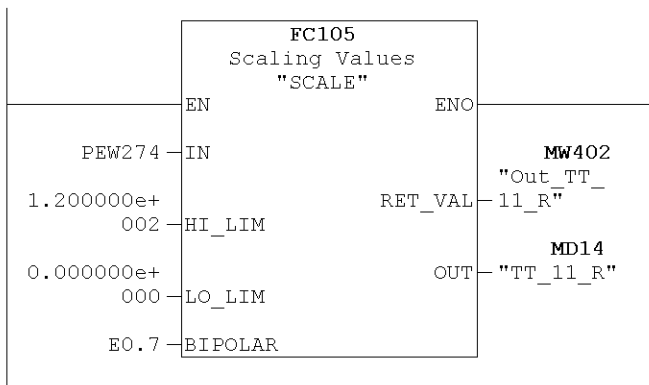 FC105
Scaling Values
"SCALE"
EN ENO
PEW274 IN MW402
"Out_TT_
1.200000e+ RET_VAL 11_R"
002 HI_LIM
MD14
0.000000e+ OUT "TT_11_R"
000 LO_LIM
E0.7 BIPOLAR